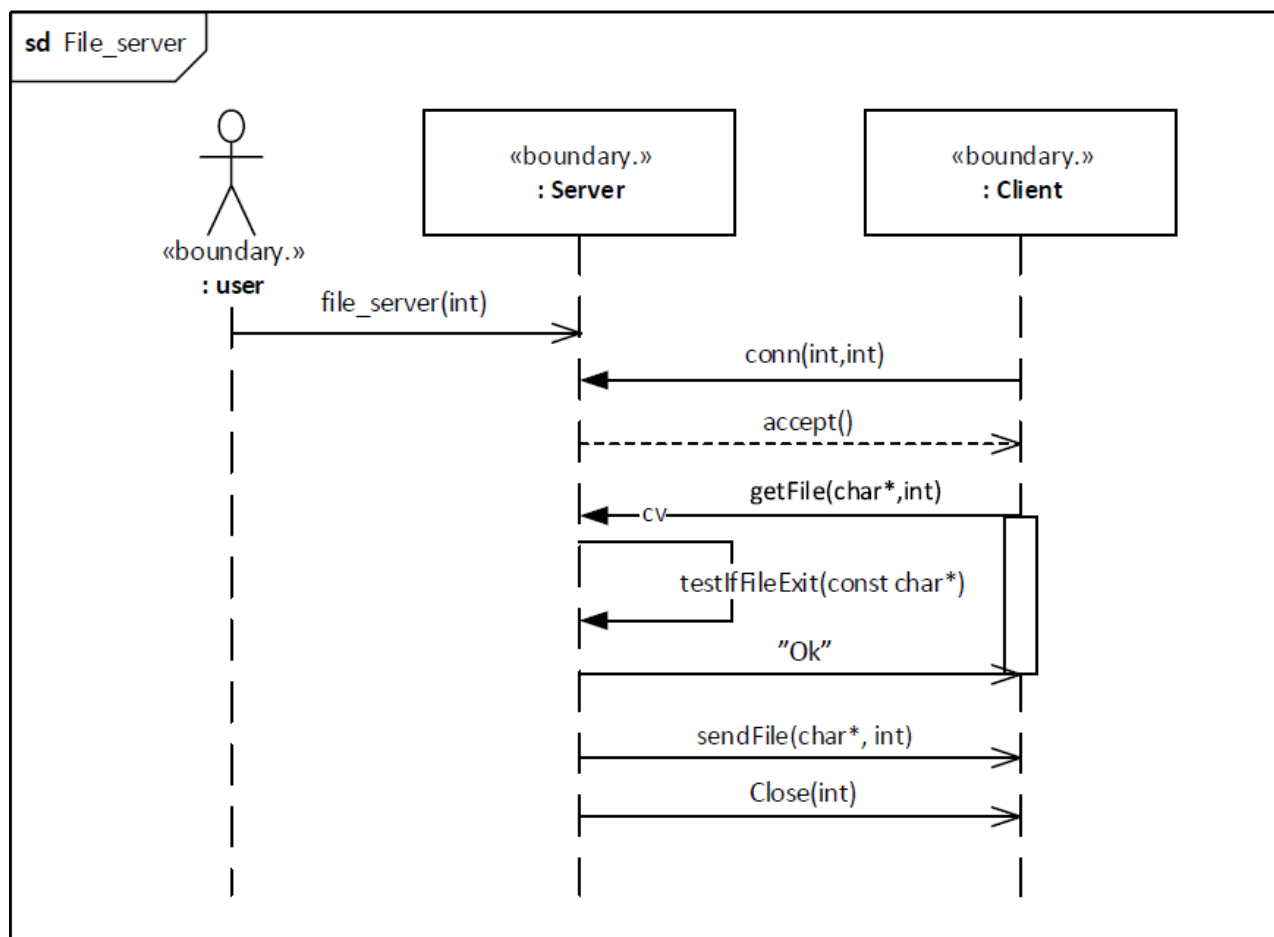 sd File_server
«boundary.»
: Server
«boundary.»
: Client
«boundary.»
: user
file_server(int)
conn(int,int)
accept()
getFile(char*,int)
cv
testIfFileExit(const char*)
”Ok”
sendFile(char*, int)
Close(int)